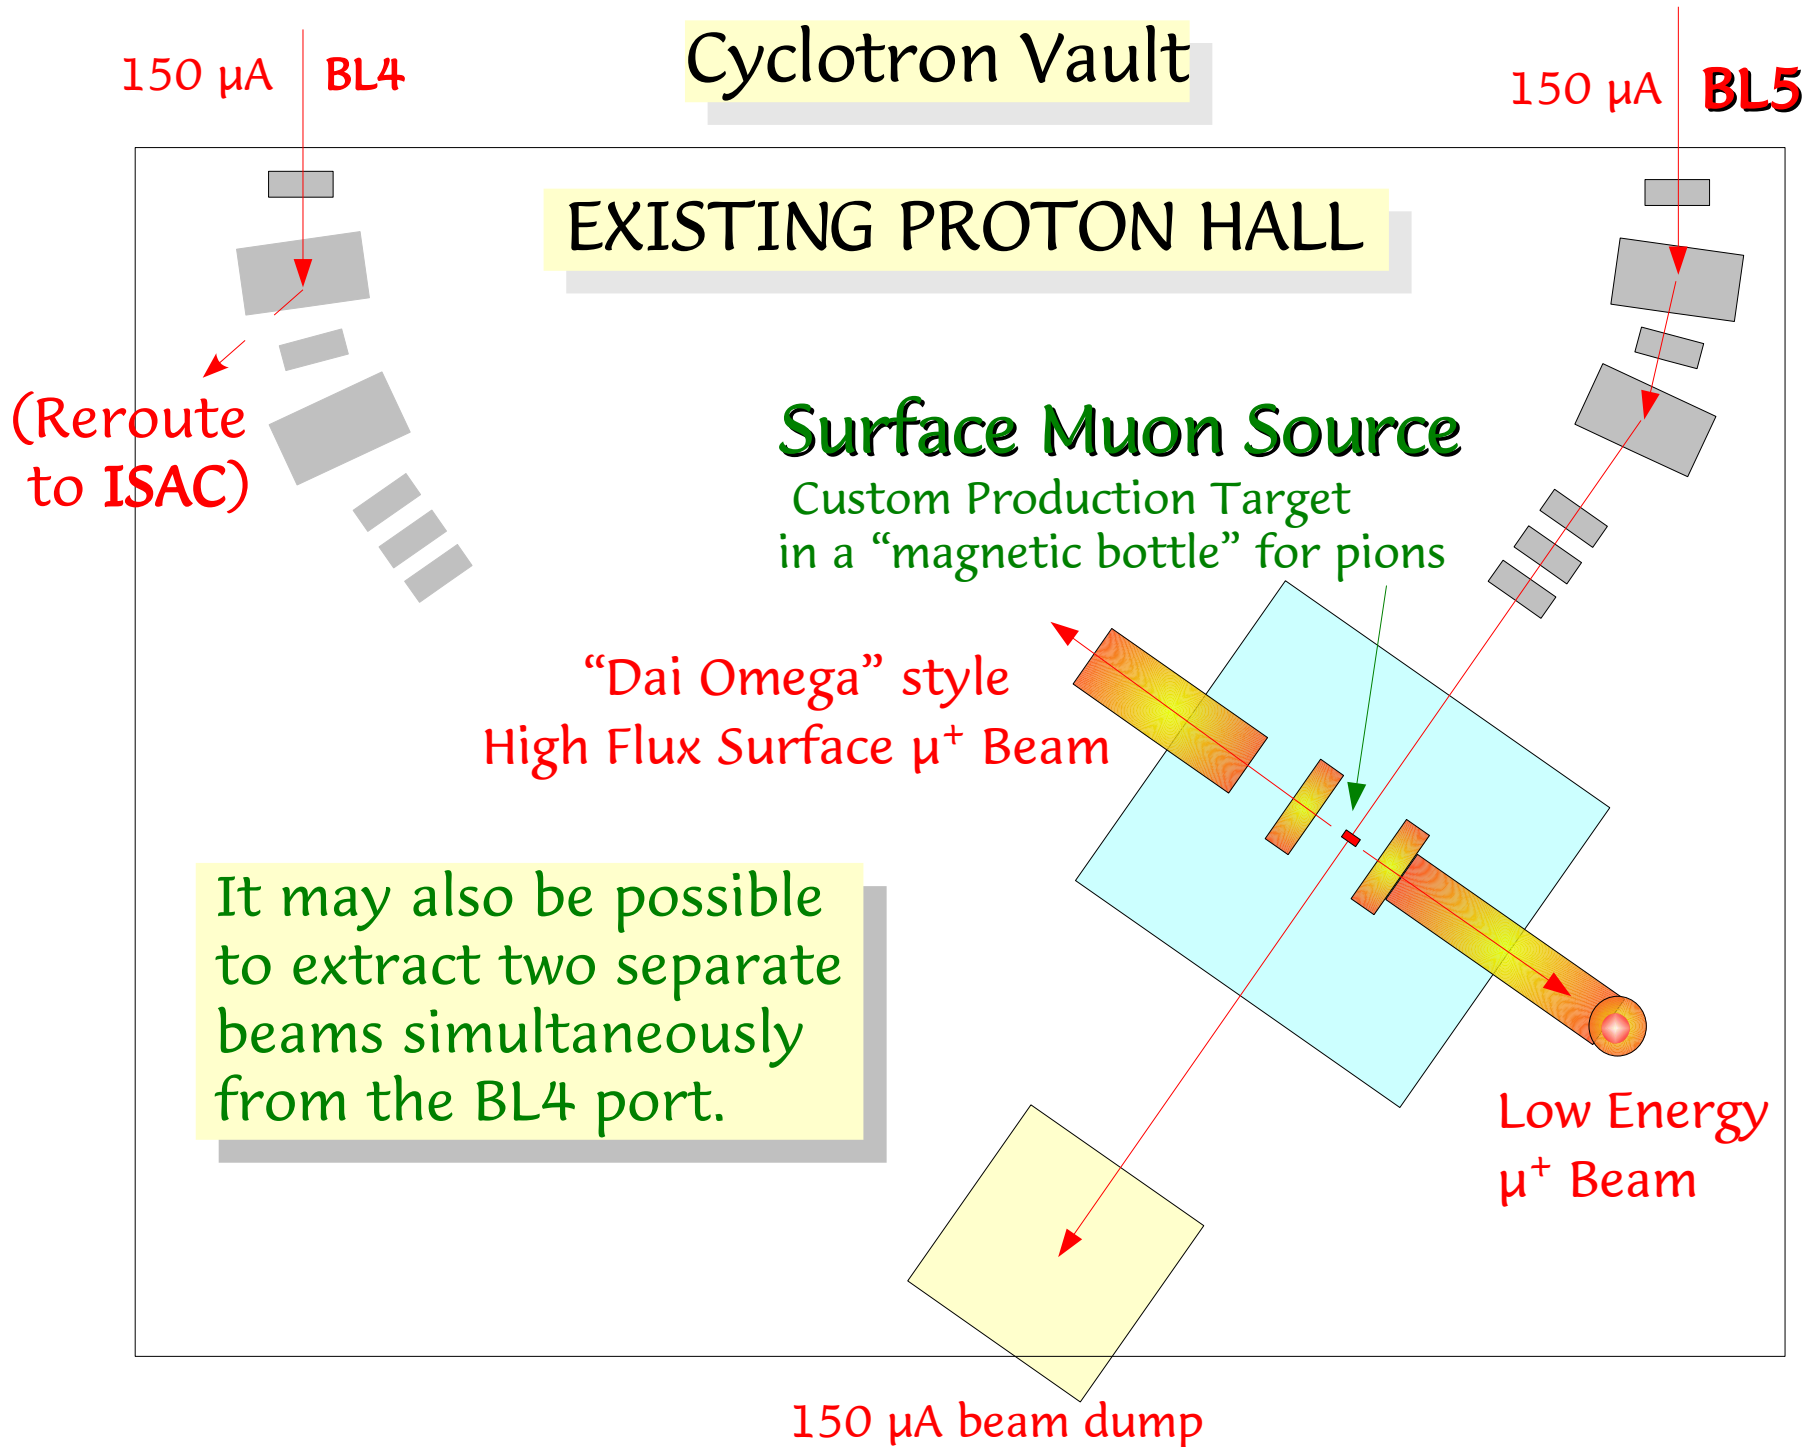 Cyclotron Vault
150 µA BL4
150 µA BL5
EXISTING PROTON HALL
(Reroute
to ISAC)
Surface Muon Source
Custom Production Target
in a “magnetic bottle” for pions
“Dai Omega” style
High Flux Surface µ⁺ Beam
It may also be possible
to extract two separate
beams simultaneously
from the BL4 port.
Low Energy
µ⁺ Beam
150 µA beam dump